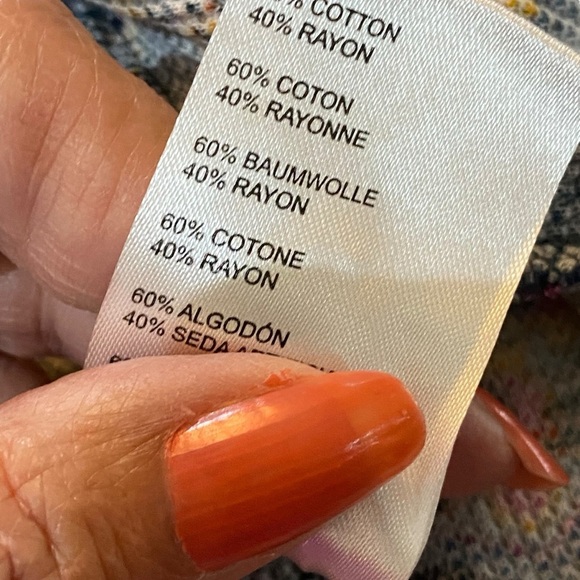 % COTTON
40% RAYON
60% COTON
40% RAYONNE
60% BAUMWOLLE
40% RAYON
60% COTONE
40% RAYON
60% ALGODÓN
40% SEDA